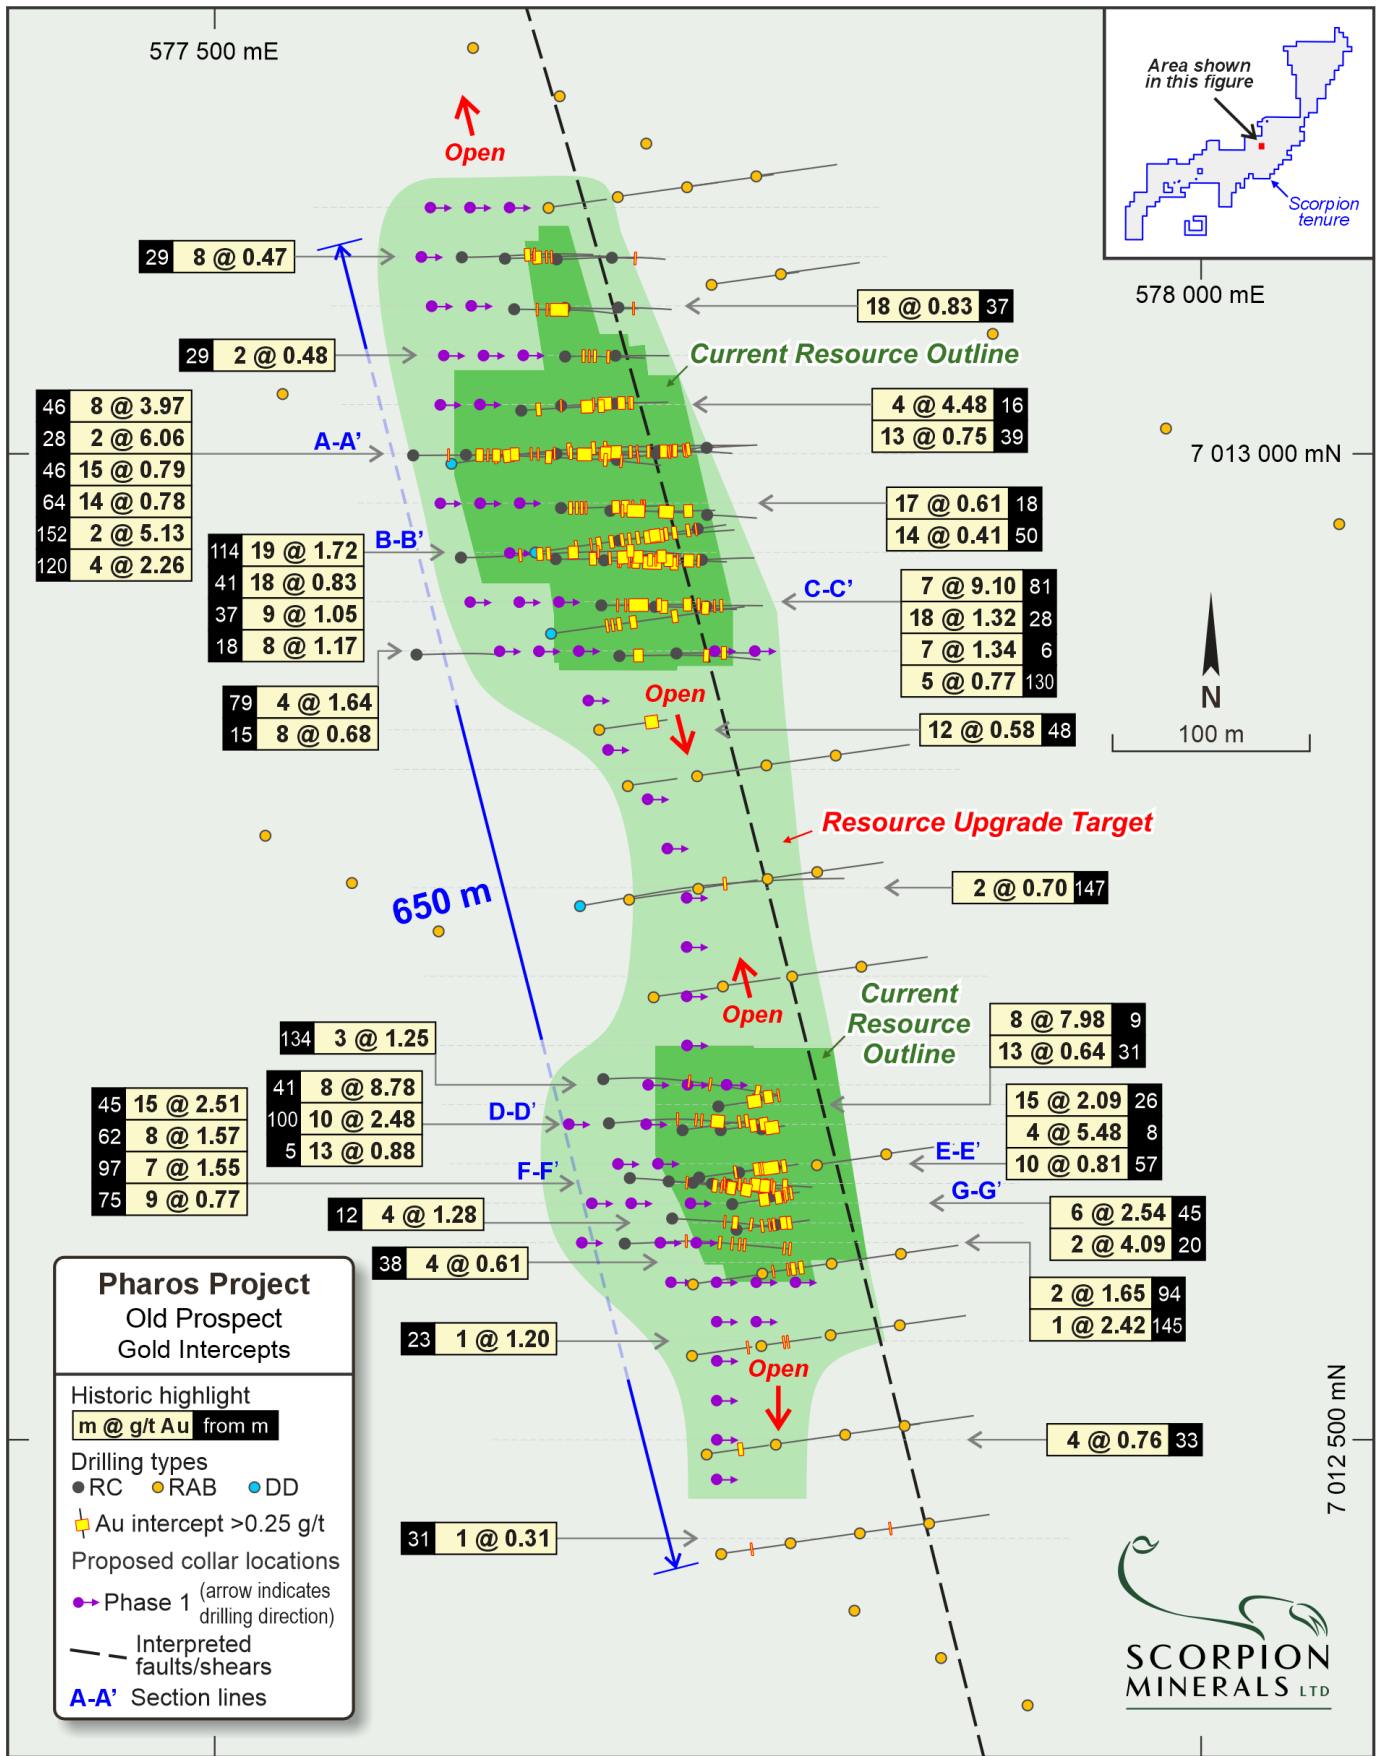 577 500 mE
Area shown
in this figure
Scorpion
tenure
Open
29 8 @ 0.47
578 000 mE
18 @ 0.83 37
29 2 @ 0.48
Current Resource Outline
46 8 @ 3.97
28 2 @ 6.06
46 15 @ 0.79
64 14 @ 0.78
152 2 @ 5.13
120 4 @ 2.26
A-A’
4 @ 4.48 16
13 @ 0.75 39
7 013 000 mN
17 @ 0.61 18
14 @ 0.41 50
B-B’
114 19 @ 1.72
41 18 @ 0.83
37 9 @ 1.05
18 8 @ 1.17
C-C’
7 @ 9.10 81
18 @ 1.32 28
7 @ 1.34 6
5 @ 0.77 130
79 4 @ 1.64
15 8 @ 0.68
Open
12 @ 0.58 48
N
100 m
Resource Upgrade Target
650 m
2 @ 0.70 147
Open
Current
Resource
Outline
134 3 @ 1.25
8 @ 7.98 9
13 @ 0.64 31
41 8 @ 8.78
100 10 @ 2.48
5 13 @ 0.88
D-D’
45 15 @ 2.51
62 8 @ 1.57
97 7 @ 1.55
75 9 @ 0.77
F-F’
15 @ 2.09 26
4 @ 5.48 8
10 @ 0.81 57
E-E’
G-G’
12 4 @ 1.28
6 @ 2.54 45
2 @ 4.09 20
38 4 @ 0.61
2 @ 1.65 94
1 @ 2.42 145
23 1 @ 1.20
Open
4 @ 0.76 33
7 012 500 mN
31 1 @ 0.31
Pharos Project
Old Prospect
Gold Intercepts
Historic highlight
m @ g/t Au from m
Drilling types
RC RAB DD
Au intercept >0.25 g/t
Proposed collar locations
Phase 1 (arrow indicates
drilling direction)
Interpreted
faults/shears
A-A’ Section lines
SCORPION
MINERALS LTD